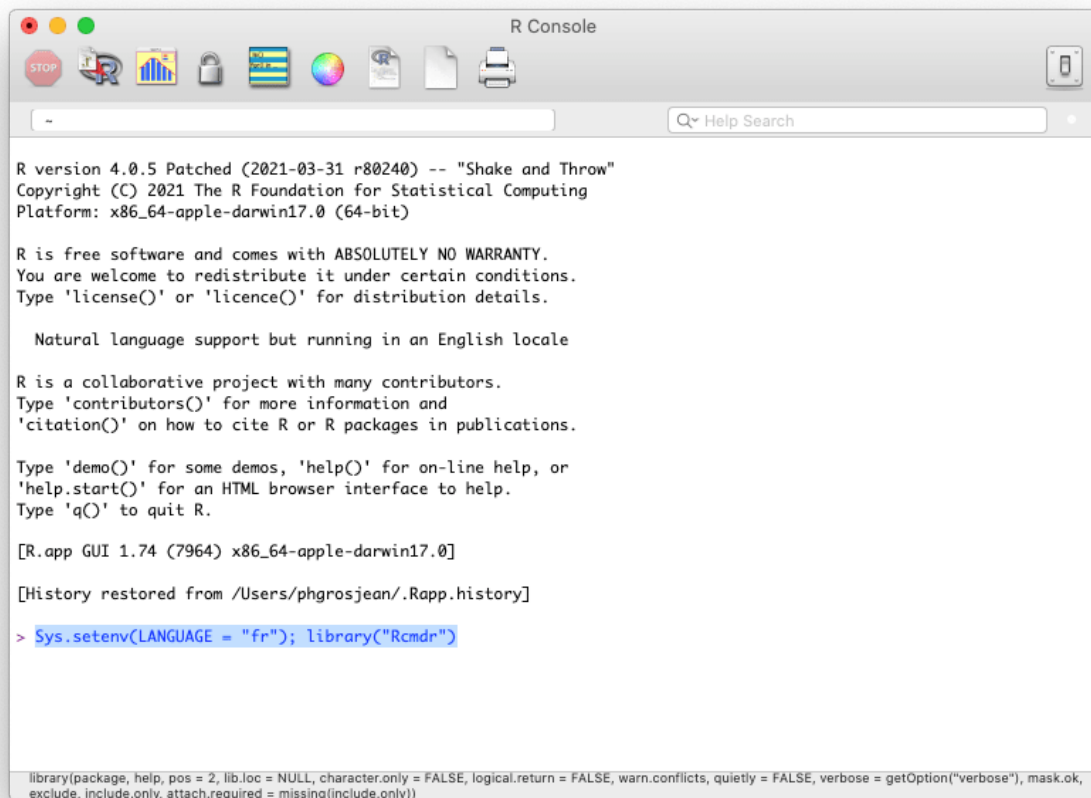 R Console
STOP
R
~
Help Search
R version 4.0.5 Patched (2021-03-31 r80240) -- "Shake and Throw"
Copyright (C) 2021 The R Foundation for Statistical Computing
Platform: x86_64-apple-darwin17.0 (64-bit)
R is free software and comes with ABSOLUTELY NO WARRANTY.
You are welcome to redistribute it under certain conditions.
Type 'license()' or 'licence()' for distribution details.
Natural language support but running in an English locale
R is a collaborative project with many contributors.
Type 'contributors()' for more information and
'citation()' on how to cite R or R packages in publications.
Type 'demo()' for some demos, 'help()' for on-line help, or
'help.start()' for an HTML browser interface to help.
Type 'q()' to quit R.
[R.app GUI 1.74 (7964) x86_64-apple-darwin17.0]
[History restored from /Users/phgrosjean/.Rapp.history]
> Sys.setenv(LANGUAGE = "fr"); library("Rcmdr")
library(package, help, pos = 2, lib.loc = NULL, character.only = FALSE, logical.return = FALSE, warn.conflicts, quietly = FALSE, verbose = getOption("verbose"), mask.ok,
exclude, include.only, attach.required = missing(include.only))